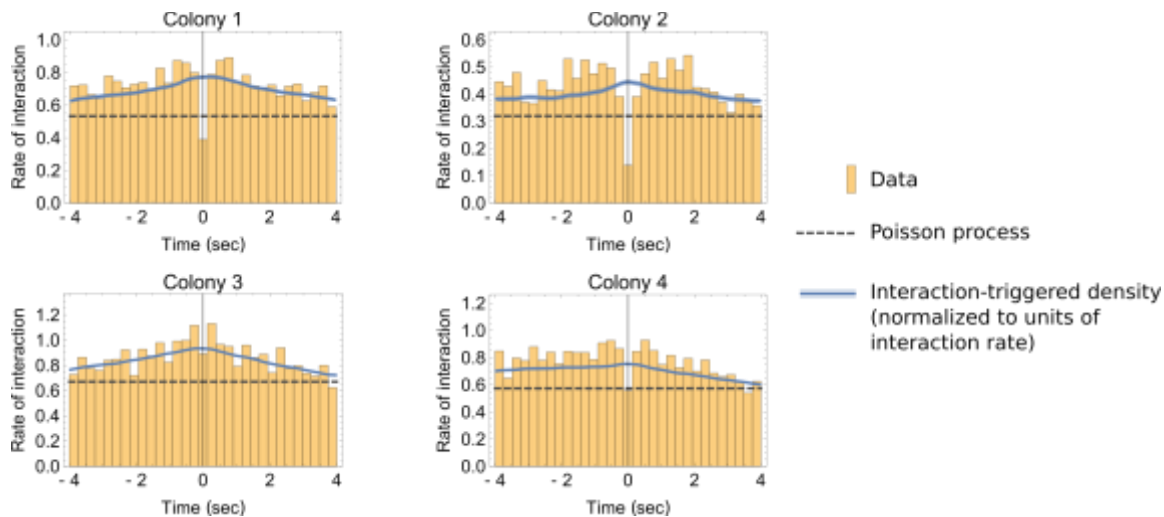 Colony 1
Rate of interaction
1.0
0.8
0.6
0.4
0.2
0.0
- 4 - 2 0 2 4
Time (sec)
Colony 2
Rate of interaction
0.6
0.5
0.4
0.3
0.2
0.1
0.0
- 4 - 2 0 2 4
Time (sec)
Colony 3
Rate of interaction
1.2
1.0
0.8
0.6
0.4
0.2
0.0
- 4 - 2 0 2 4
Time (sec)
Colony 4
Rate of interaction
1.2
1.0
0.8
0.6
0.4
0.2
0.0
- 4 - 2 0 2 4
Time (sec)
Data
Poisson process
Interaction-triggered density
(normalized to units of
interaction rate)